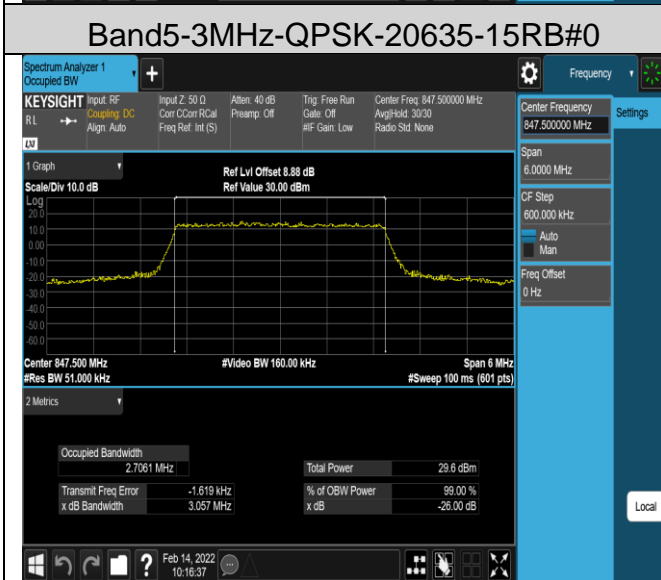 Band5-3MHz-QPSK-20635-15RB#0
Spectrum Analyzer 1
Occupied BW
+
Frequency
KEYSIGHT
RL
Input: RF
Coupling: DC
Align: Auto
Input Z: 50 Ω
Corr CCorr RCal
Freq Ref: Int (S)
Atten: 40 dB
Preamp: Off
Trig: Free Run
Gate: Off
#IF Gain: Low
Center Freq: 847.500000 MHz
Avg|Hold: 30/30
Radio Std: None
Center Frequency
847.500000 MHz
Settings
Span
6.0000 MHz
CF Step
600.000 kHz
Auto
Man
Freq Offset
0 Hz
1 Graph
Scale/Div 10.0 dB
Ref Lvl Offset 8.88 dB
Ref Value 30.00 dBm
Log
20.0
10.0
0.00
-10.0
-20.0
-30.0
-40.0
-50.0
-60.0
Center 847.500 MHz
#Video BW 160.00 kHz
Span 6 MHz
#Res BW 51.000 kHz
#Sweep 100 ms (601 pts)
2 Metrics
Occupied Bandwidth
2.7061 MHz
Total Power 29.6 dBm
Transmit Freq Error -1.619 kHz
% of OBW Power 99.00 %
x dB Bandwidth 3.057 MHz
x dB -26.00 dB
Local
?
Feb 14, 2022
10:16:37